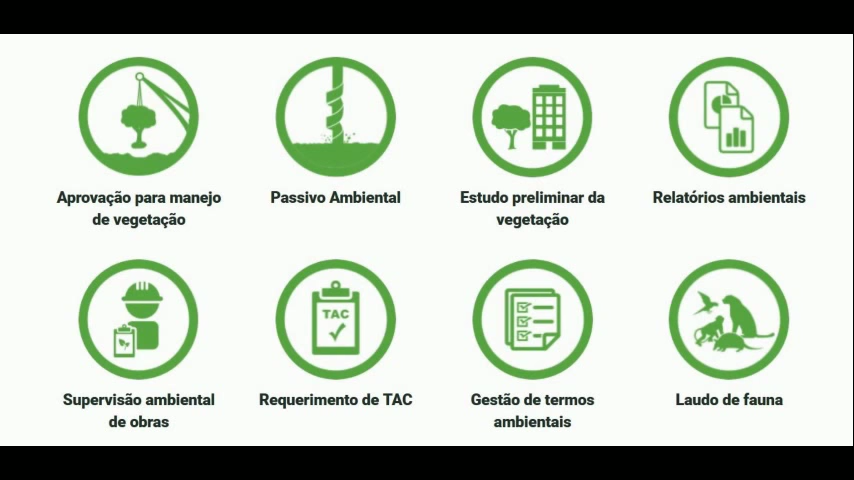 Aprovação para manejo
de vegetação
Passivo Ambiental
Estudo preliminar da
vegetação
Relatórios ambientais
Supervisão ambiental
de obras
TAC
Requerimento de TAC
Gestão de termos
ambientais
Laudo de fauna